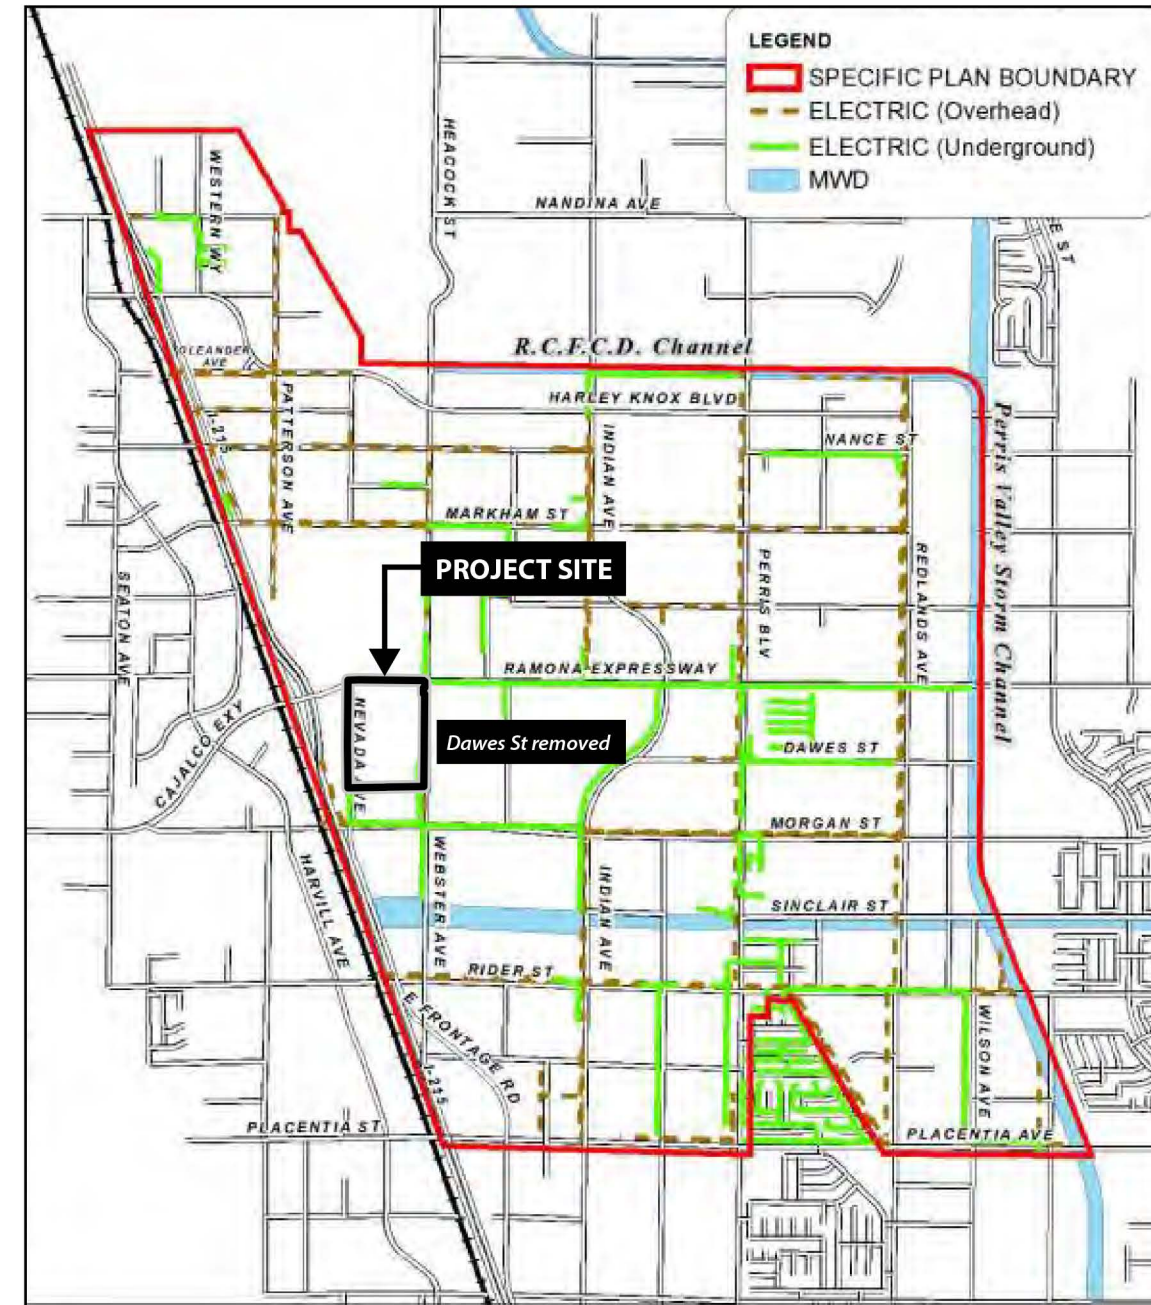 LEGEND
SPECIFIC PLAN BOUNDARY
ELECTRIC (Overhead)
ELECTRIC (Underground)
MWD
HEACOCK ST
WESTERN WY
NANDINA AVE
E ST
R.C.F.C.D. Channel
OLEANDER
AVE
HARLEY KNOX BLVD
PATTERSON AVE
I-215
INDIAN AVE
NANCE ST
Perris Valley Storm Channel
MARKHAM ST
PROJECT SITE
SEATON AVE
PERRIS BLV
REDLANDS AVE
RAMONA EXPRESSWAY
NEVADA AVE
CAJALCO EXY
Dawes St removed
DAWES ST
MORGAN ST
HARVILL AVE
WEBSTER AVE
INDIAN AVE
SINCLAIR ST
RIDER ST
E FRONTAGE RD
WILSON AVE
I-215
PLACENTIA ST
PLACENTIA AVE